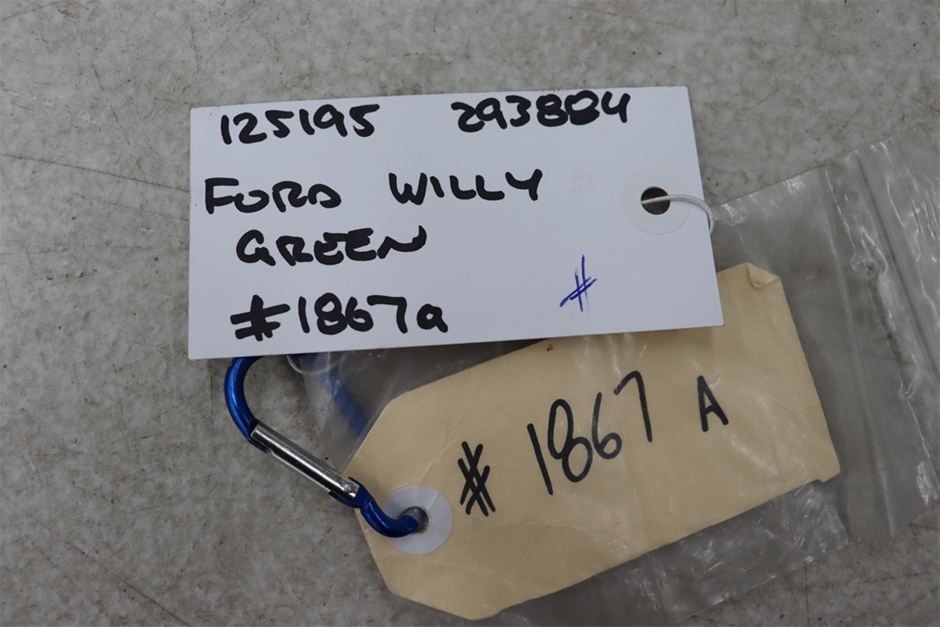 125195 293884
FORD WILLY
GREEN
#1867a
#
# 1867 A